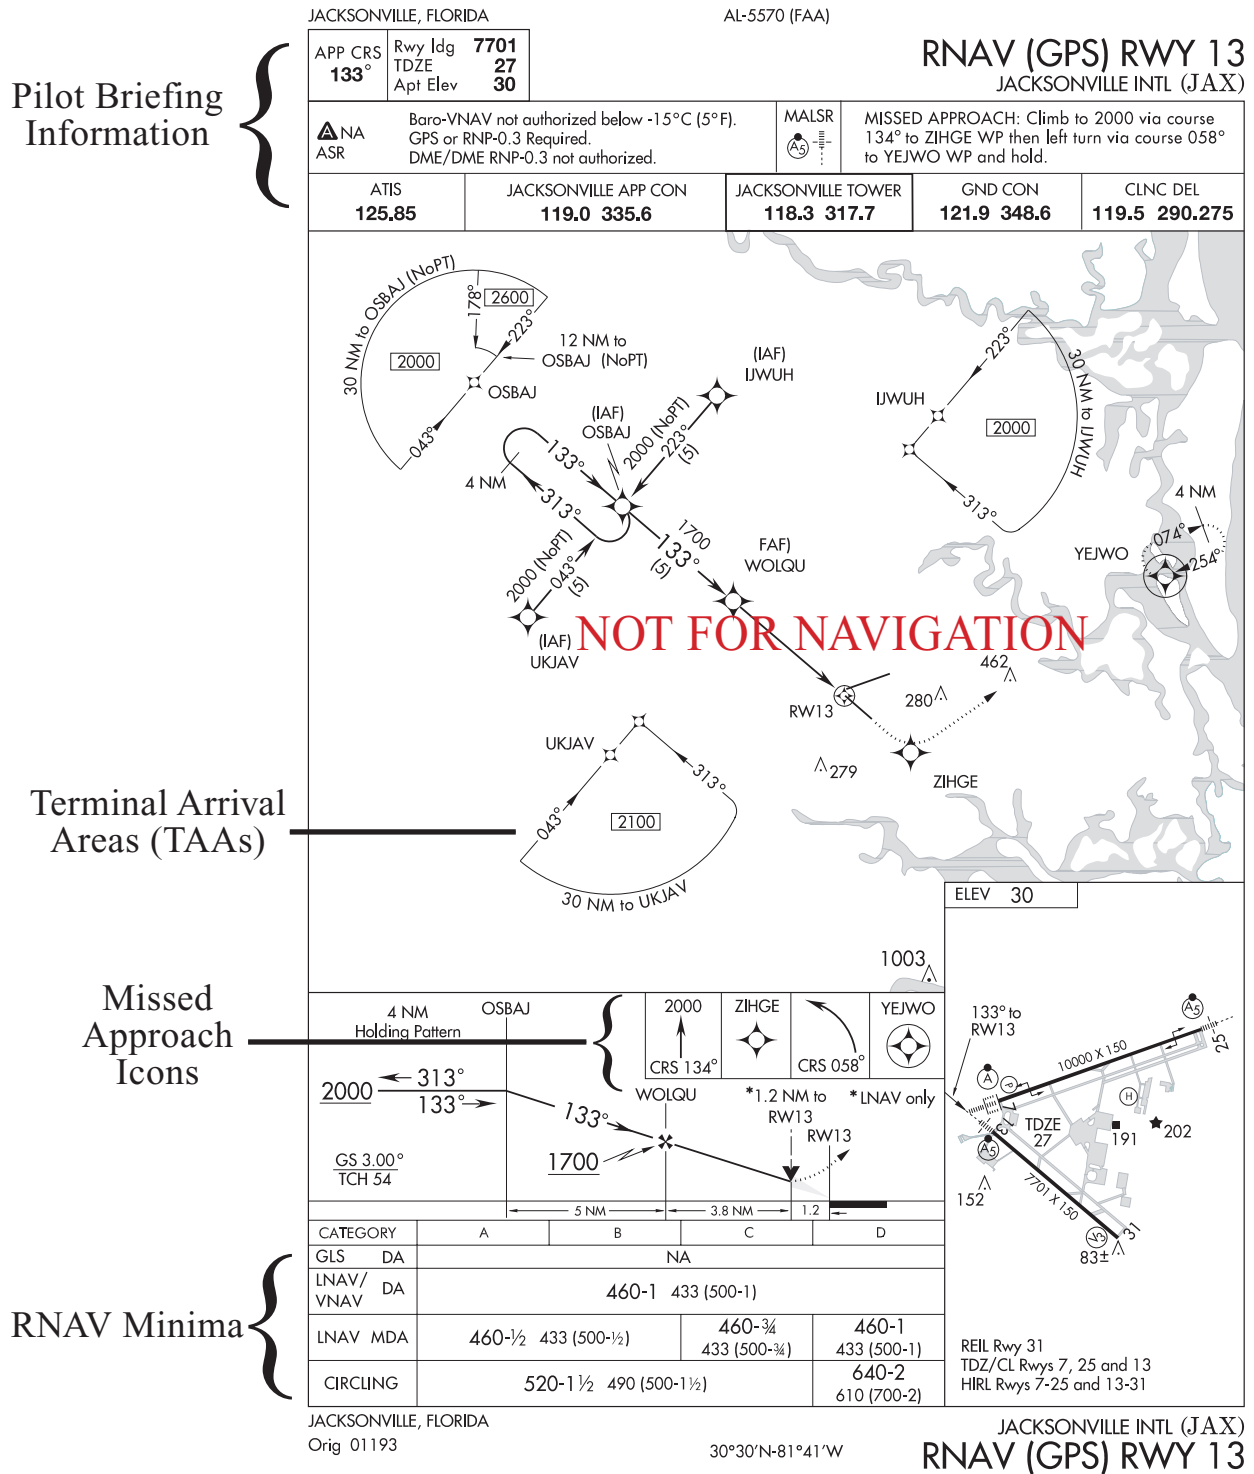 JACKSONVILLE, FLORIDA
AL-5570 (FAA)
RNAV (GPS) RWY 13
JACKSONVILLE INTL (JAX)
APP CRS
133°
Rwy ldg 7701
TDZE 27
Apt Elev 30
Pilot Briefing
Information
A NA
ASR
Baro-VNAV not authorized below -15°C (5°F).
GPS or RNP-0.3 Required.
DME/DME RNP-0.3 not authorized.
MALSR
A5
MISSED APPROACH: Climb to 2000 via course
134° to ZIHGE WP then left turn via course 058°
to YEJWO WP and hold.
ATIS
125.85
JACKSONVILLE APP CON
119.0 335.6
JACKSONVILLE TOWER
118.3 317.7
GND CON
121.9 348.6
CLNC DEL
119.5 290.275
30 NM to OSBAJ (NoPT)
178°
2600
223°
2000
12 NM to
OSBAJ (NoPT)
OSBAJ
043°
(IAF)
IJWUH
(IAF)
OSBAJ
2000 (NoPT)
223°
(5)
133°
4 NM
313°
2000 (NoPT)
043°
(5)
(IAF)
UKJAV
1700
133°
(5)
FAF)
WOLQU
223°
IJWUH
30 NM to IJWUH
2000
313°
4 NM
074°
254°
YEJWO
NOT FOR NAVIGATION
462
280
RW13
279
ZIHGE
UKJAV
313°
043°
2100
30 NM to UKJAV
Terminal Arrival
Areas (TAAs)
1003
ELEV 30
Missed
Approach
Icons
4 NM
Holding Pattern
OSBAJ
2000
CRS 134°
ZIHGE
CRS 058°
YEJWO
2000
313°
133°
133°
WOLQU
*1.2 NM to
RW13
*LNAV only
RW13
1700
GS 3.00°
TCH 54
5 NM
3.8 NM
1.2
133° to
RW13
A5
25
10000 X 150
A
P
H
7
13
TDZE
27
191
202
A5
152
7701 X 150
V3
31
83±
REIL Rwy 31
TDZ/CL Rwys 7, 25 and 13
HIRL Rwys 7-25 and 13-31
RNAV Minima
CATEGORY A B C D
GLS DA NA
LNAV/
VNAV DA 460-1 433 (500-1)
LNAV MDA 460-½ 433 (500-½)
460-¾
433 (500-¾)
460-1
433 (500-1)
CIRCLING 520-1½ 490 (500-1½)
640-2
610 (700-2)
JACKSONVILLE, FLORIDA
Orig 01193
30°30'N-81°41'W
JACKSONVILLE INTL (JAX)
RNAV (GPS) RWY 13